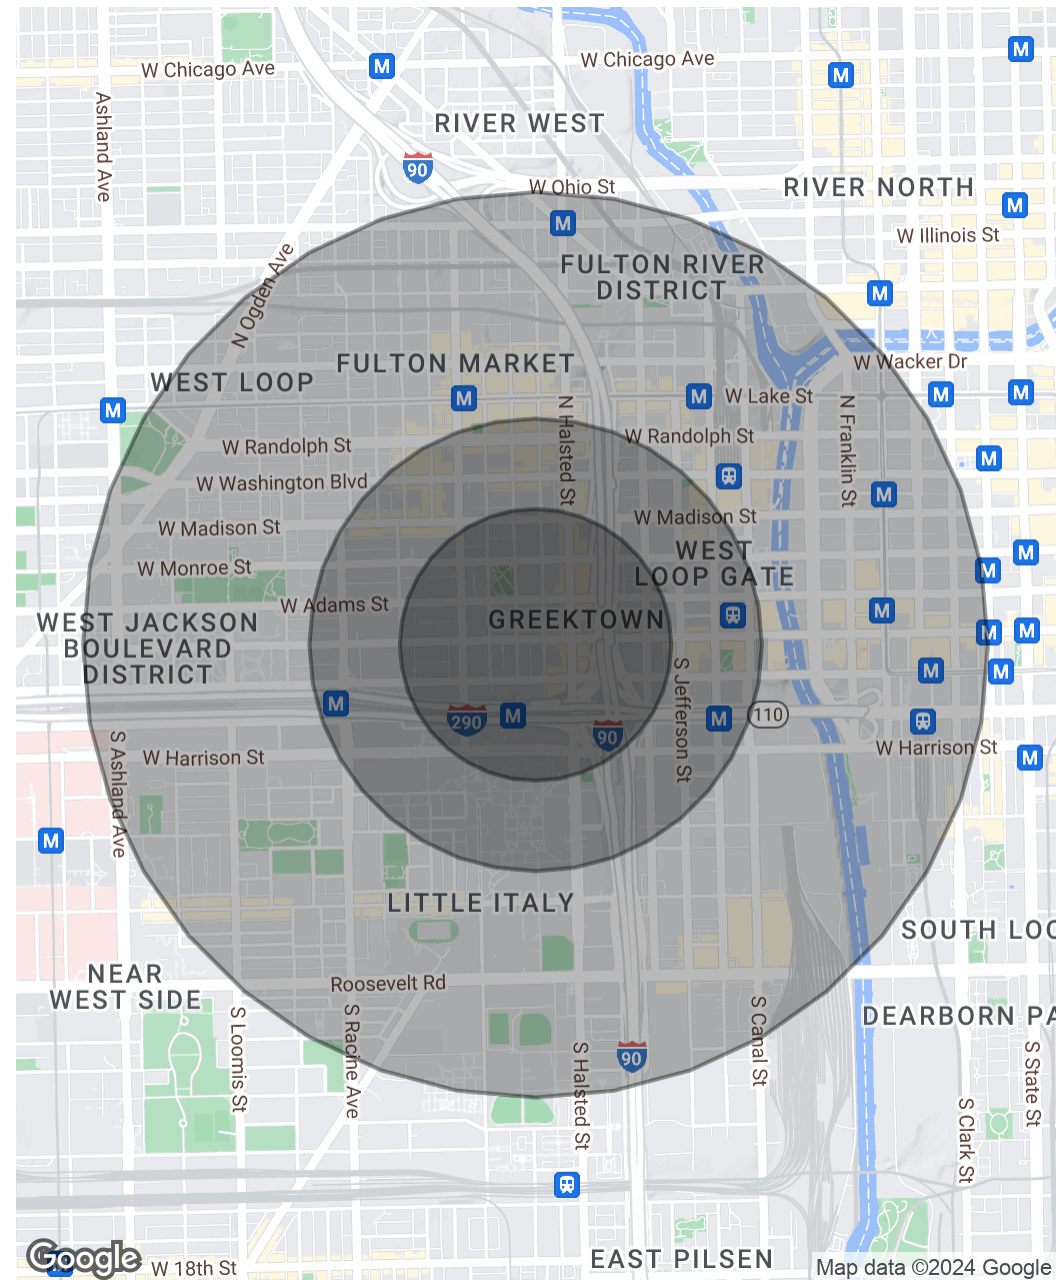 W Chicago Ave
M
W Chicago Ave
M
M
Ashland Ave
RIVER WEST
90
W Ohio St
RIVER NORTH
M
M
W Illinois St
N Ogden Ave
FULTON RIVER
DISTRICT
M
FULTON MARKET
W Wacker Dr
WEST LOOP
M
M
M
W Lake St
M
M
N Halsted St
N Franklin St
W Randolph St
W Randolph St
M
W Washington Blvd
M
W Madison St
W Madison St
WEST
LOOP GATE
M
M
W Monroe St
W Adams St
GREEKTOWN
M
WEST JACKSON
BOULEVARD
DISTRICT
M
M
M
M
S Jefferson St
M
290
M
90
M
110
S Ashland Ave
W Harrison St
W Harrison St
M
M
LITTLE ITALY
SOUTH LOO
NEAR
WEST SIDE
Roosevelt Rd
S Loomis St
S Racine Ave
S Halsted St
90
S Canal St
DEARBORN PA
S Clark St
S State St
Google
W 18th St
EAST PILSEN
Map data ©2024 Google